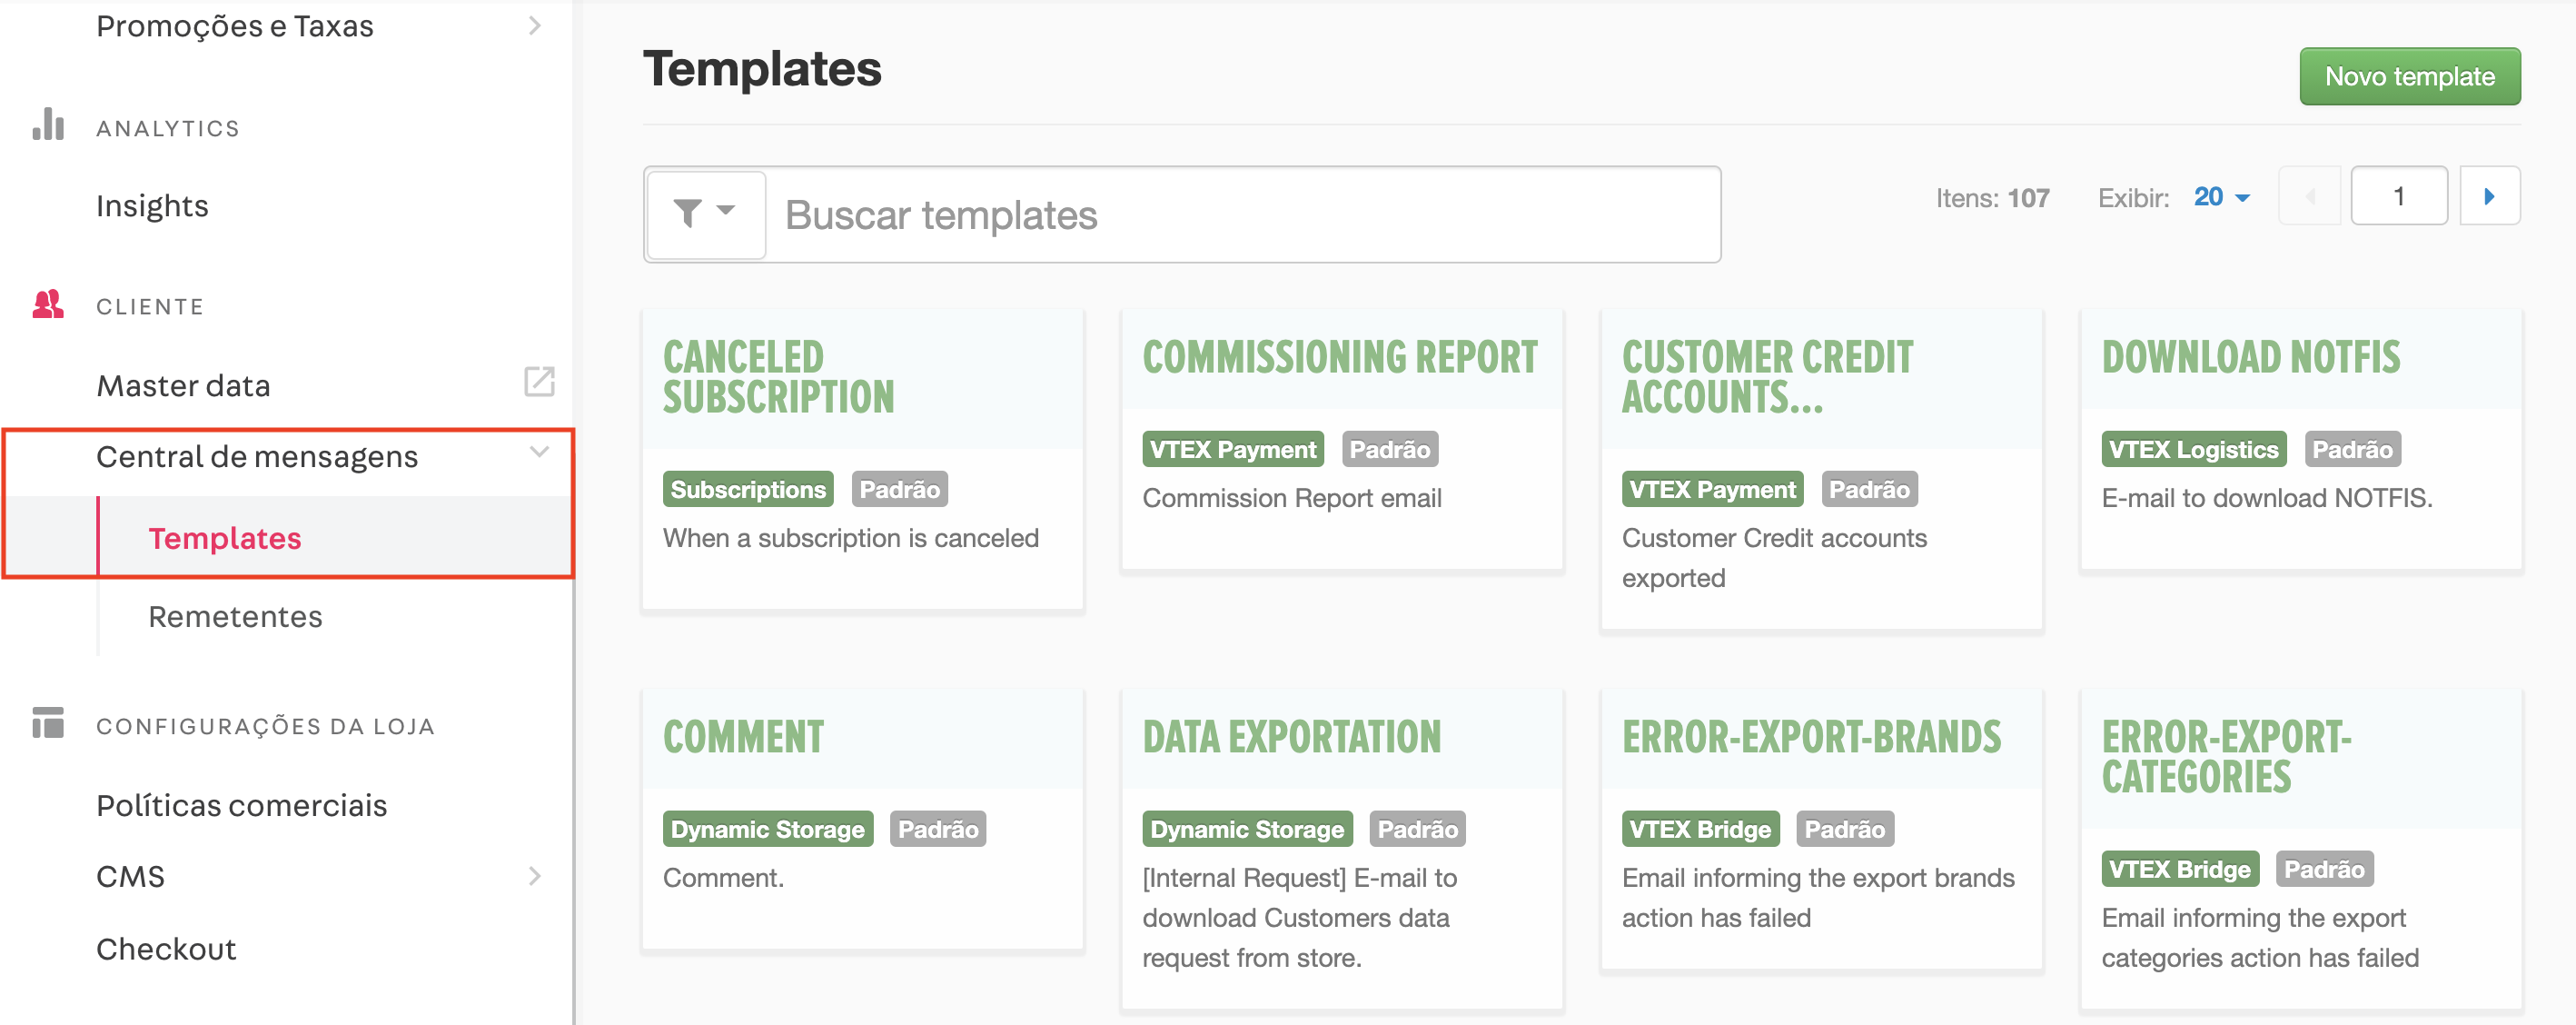 Promoções e Taxas
ANALYTICS
Insights
CLIENTE
Master data
Central de mensagens
Templates
Remetentes
CONFIGURAÇÕES DA LOJA
Políticas comerciais
CMS
Checkout
Templates
Novo template
Buscar templates
Itens: 107
Exibir: 20
1
CANCELED
SUBSCRIPTION
Subscriptions Padrão
When a subscription is canceled
COMMISSIONING REPORT
VTEX Payment Padrão
Commission Report email
CUSTOMER CREDIT
ACCOUNTS...
VTEX Payment Padrão
Customer Credit accounts
exported
DOWNLOAD NOTFIS
VTEX Logistics Padrão
E-mail to download NOTFIS.
COMMENT
Dynamic Storage Padrão
Comment.
DATA EXPORTATION
Dynamic Storage Padrão
[Internal Request] E-mail to
download Customers data
request from store.
ERROR-EXPORT-BRANDS
VTEX Bridge Padrão
Email informing the export brands
action has failed
ERROR-EXPORT-
CATEGORIES
VTEX Bridge Padrão
Email informing the export
categories action has failed